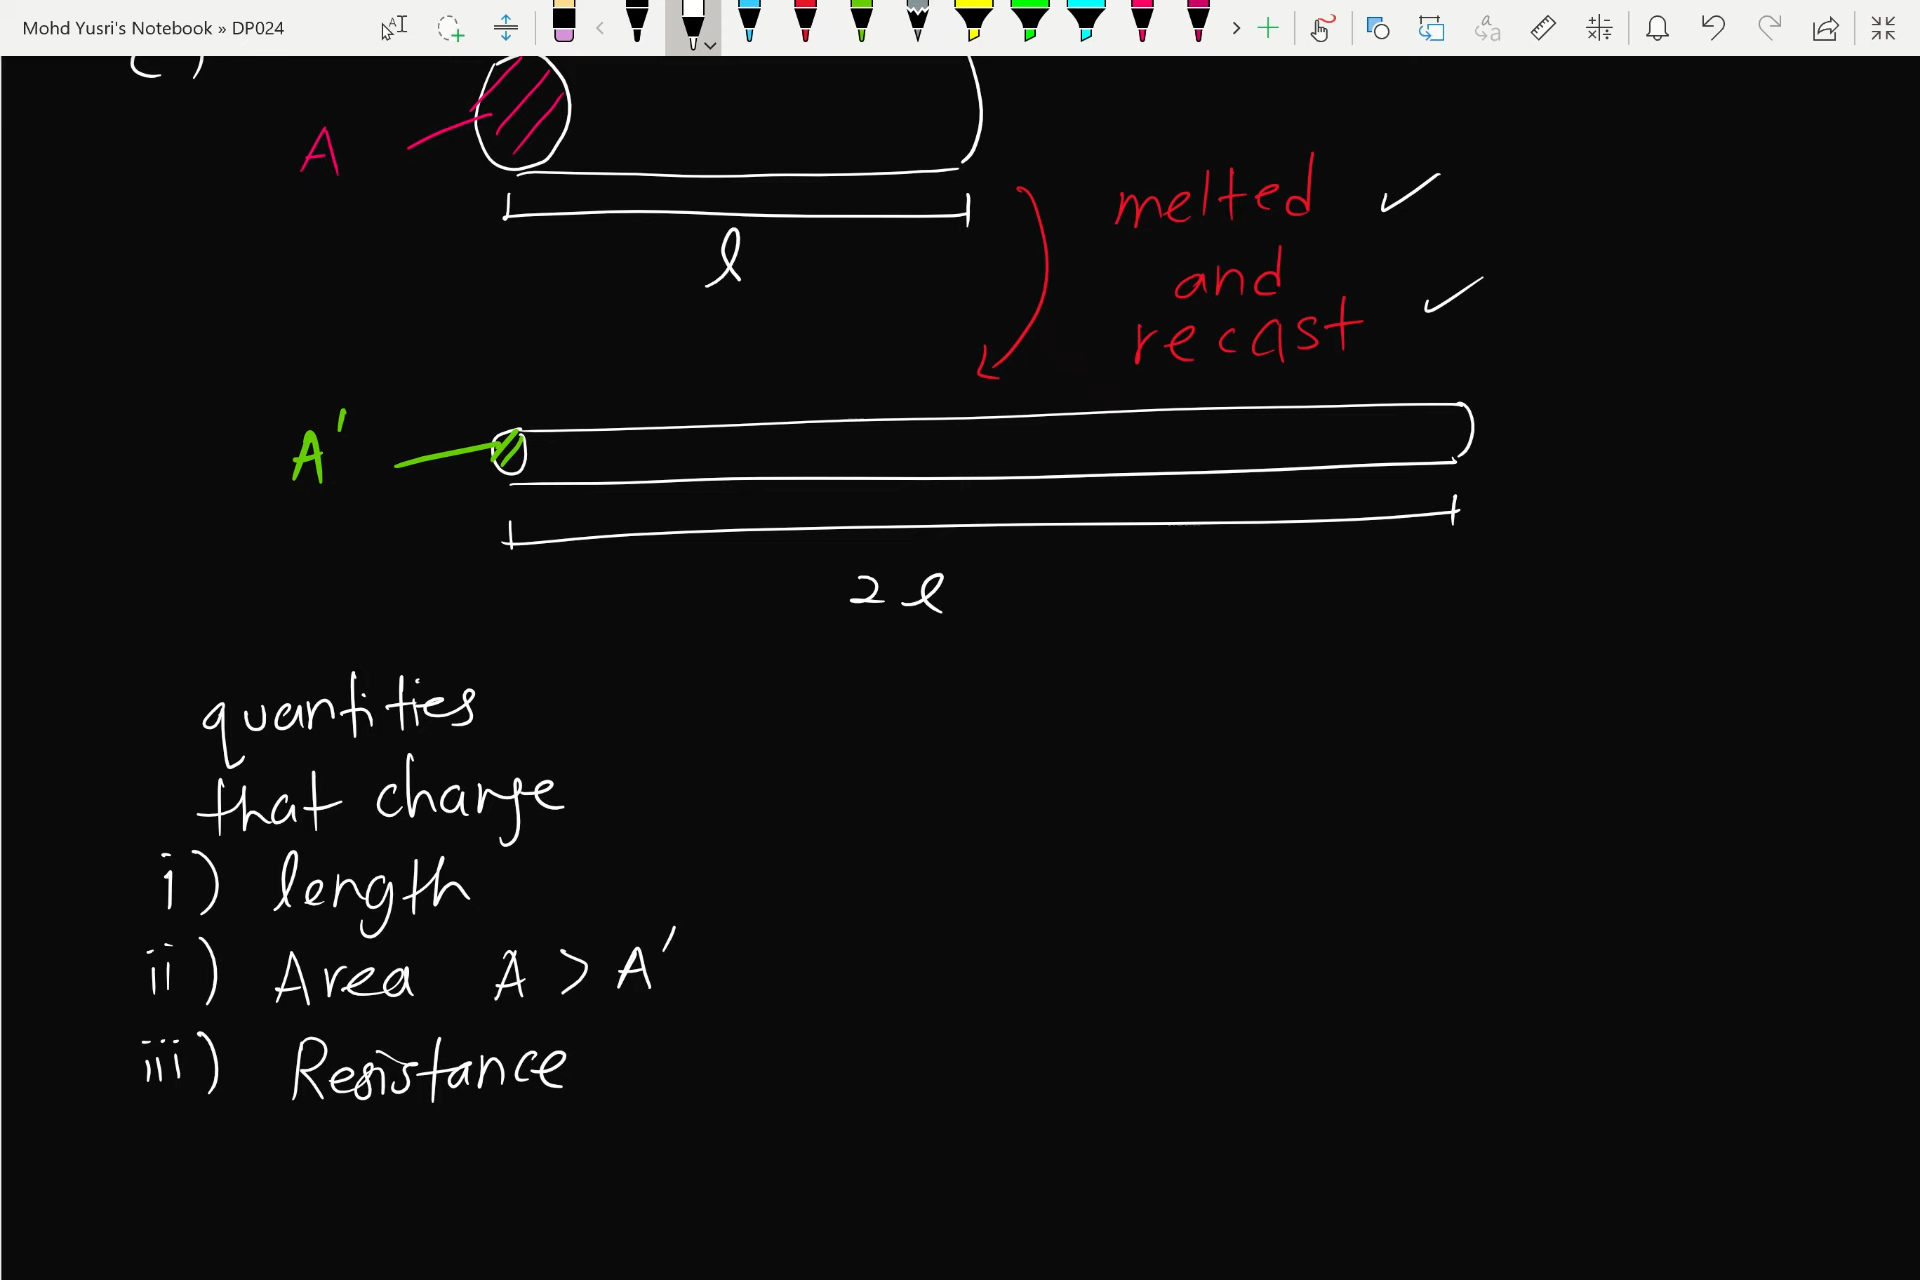 Mohd Yusri's Notebook » DP024
A
l
melted ✓
and
recast ✓
A'
2l
quantities
that change
i) length
ii) Area A > A'
iii) Resistance